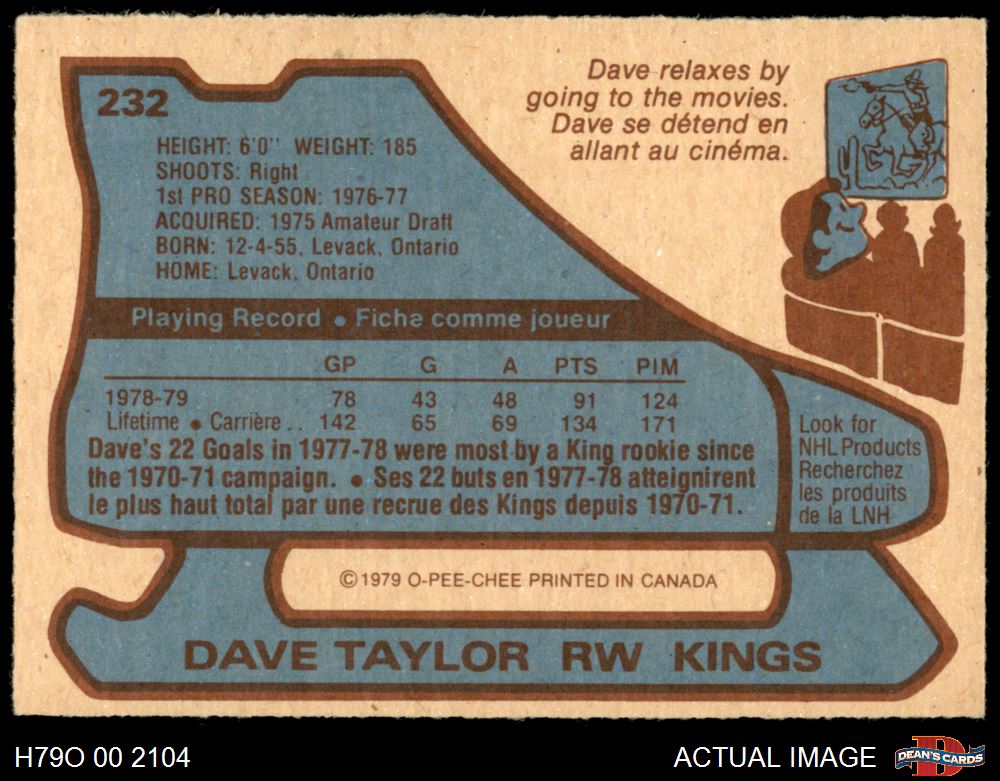 Dave relaxes by
going to the movies.
Dave se détend en
allant au cinéma.
232
HEIGHT: 6'0" WEIGHT: 185
SHOOTS: Right
1st PRO SEASON: 1976-77
ACQUIRED: 1975 Amateur Draft
BORN: 12-4-55, Levack, Ontario
HOME: Levack, Ontario
Playing Record • Fiche comme joueur
GP G A PTS PIM
1978-79 78 43 48 91 124
Lifetime • Carrière .. 142 65 69 134 171
Dave's 22 Goals in 1977-78 were most by a King rookie since
the 1970-71 campaign. • Ses 22 buts en 1977-78 atteignirent
le plus haut total par une recrue des Kings depuis 1970-71.
Look for
NHL Products
Recherchez
les produits
de la LNH
© 1979 O-PEE-CHEE PRINTED IN CANADA
DAVE TAYLOR RW KINGS
H79O 00 2104
ACTUAL IMAGE
D
DEAN'S CARDS